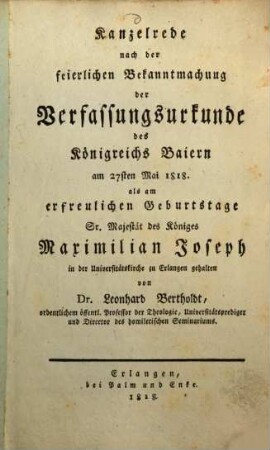 Kanzelrede
nach der
feierlichen Bekanntmachung
der
Verfassungsurkunde
des
Königreichs Baiern
am 27sten Mai 1818.
als am
erfreulichen Geburtstage
Sr. Majestät des Königes
Maximilian Joseph
in der Universitätskirche zu Erlangen gehalten
von
Dr. Leonhard Bertholdt,
ordentlichem öffentl. Professor der Theologie, Universitätsprediger
und Director des homiletischen Seminariums.
Erlangen,
bei Palm und Enke.
1818.